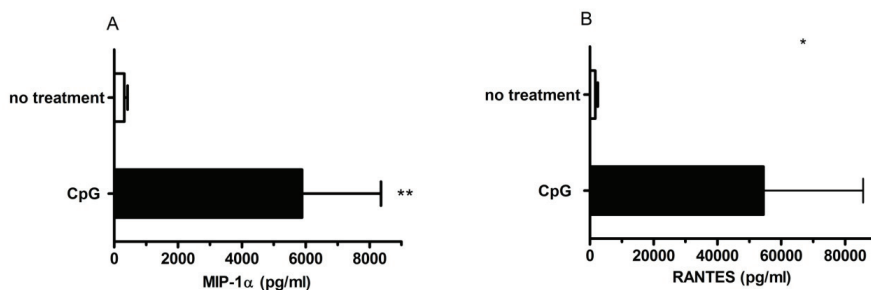 A
no treatment
CpG
**
0 2000 4000 6000 8000
MIP-1α (pg/ml)
B
*
no treatment
CpG
0 20000 40000 60000 80000
RANTES (pg/ml)